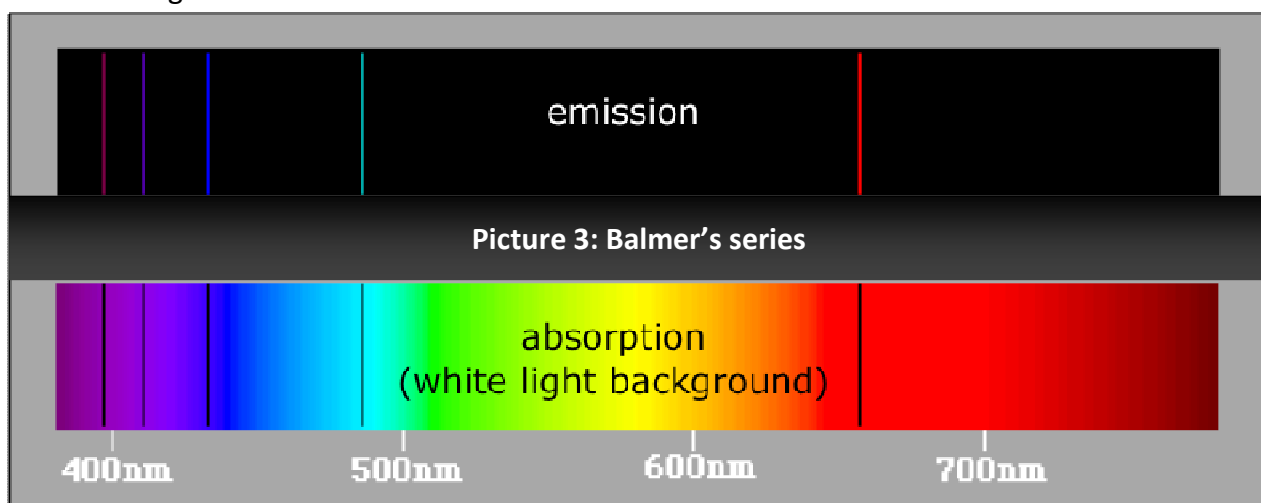 emission
Picture 3: Balmer’s series
absorption
(white light background)
400nm 500nm 600nm 700nm